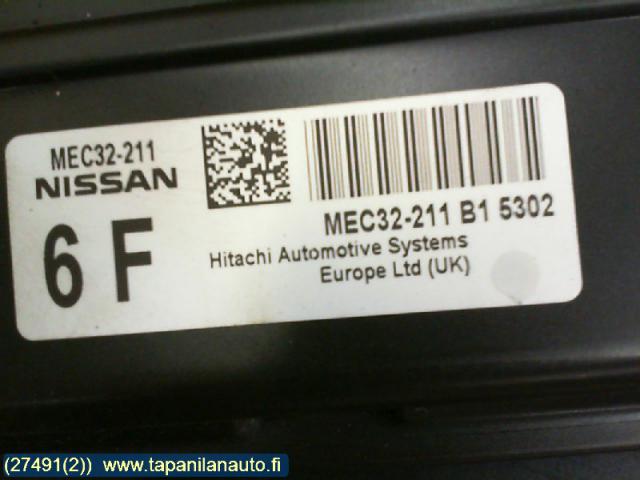 MEC32-211
NISSAN
6 F
MEC32-211 B1 5302
Hitachi Automotive Systems
Europe Ltd (UK)
(27491(2)) www.tapanilanauto.fi